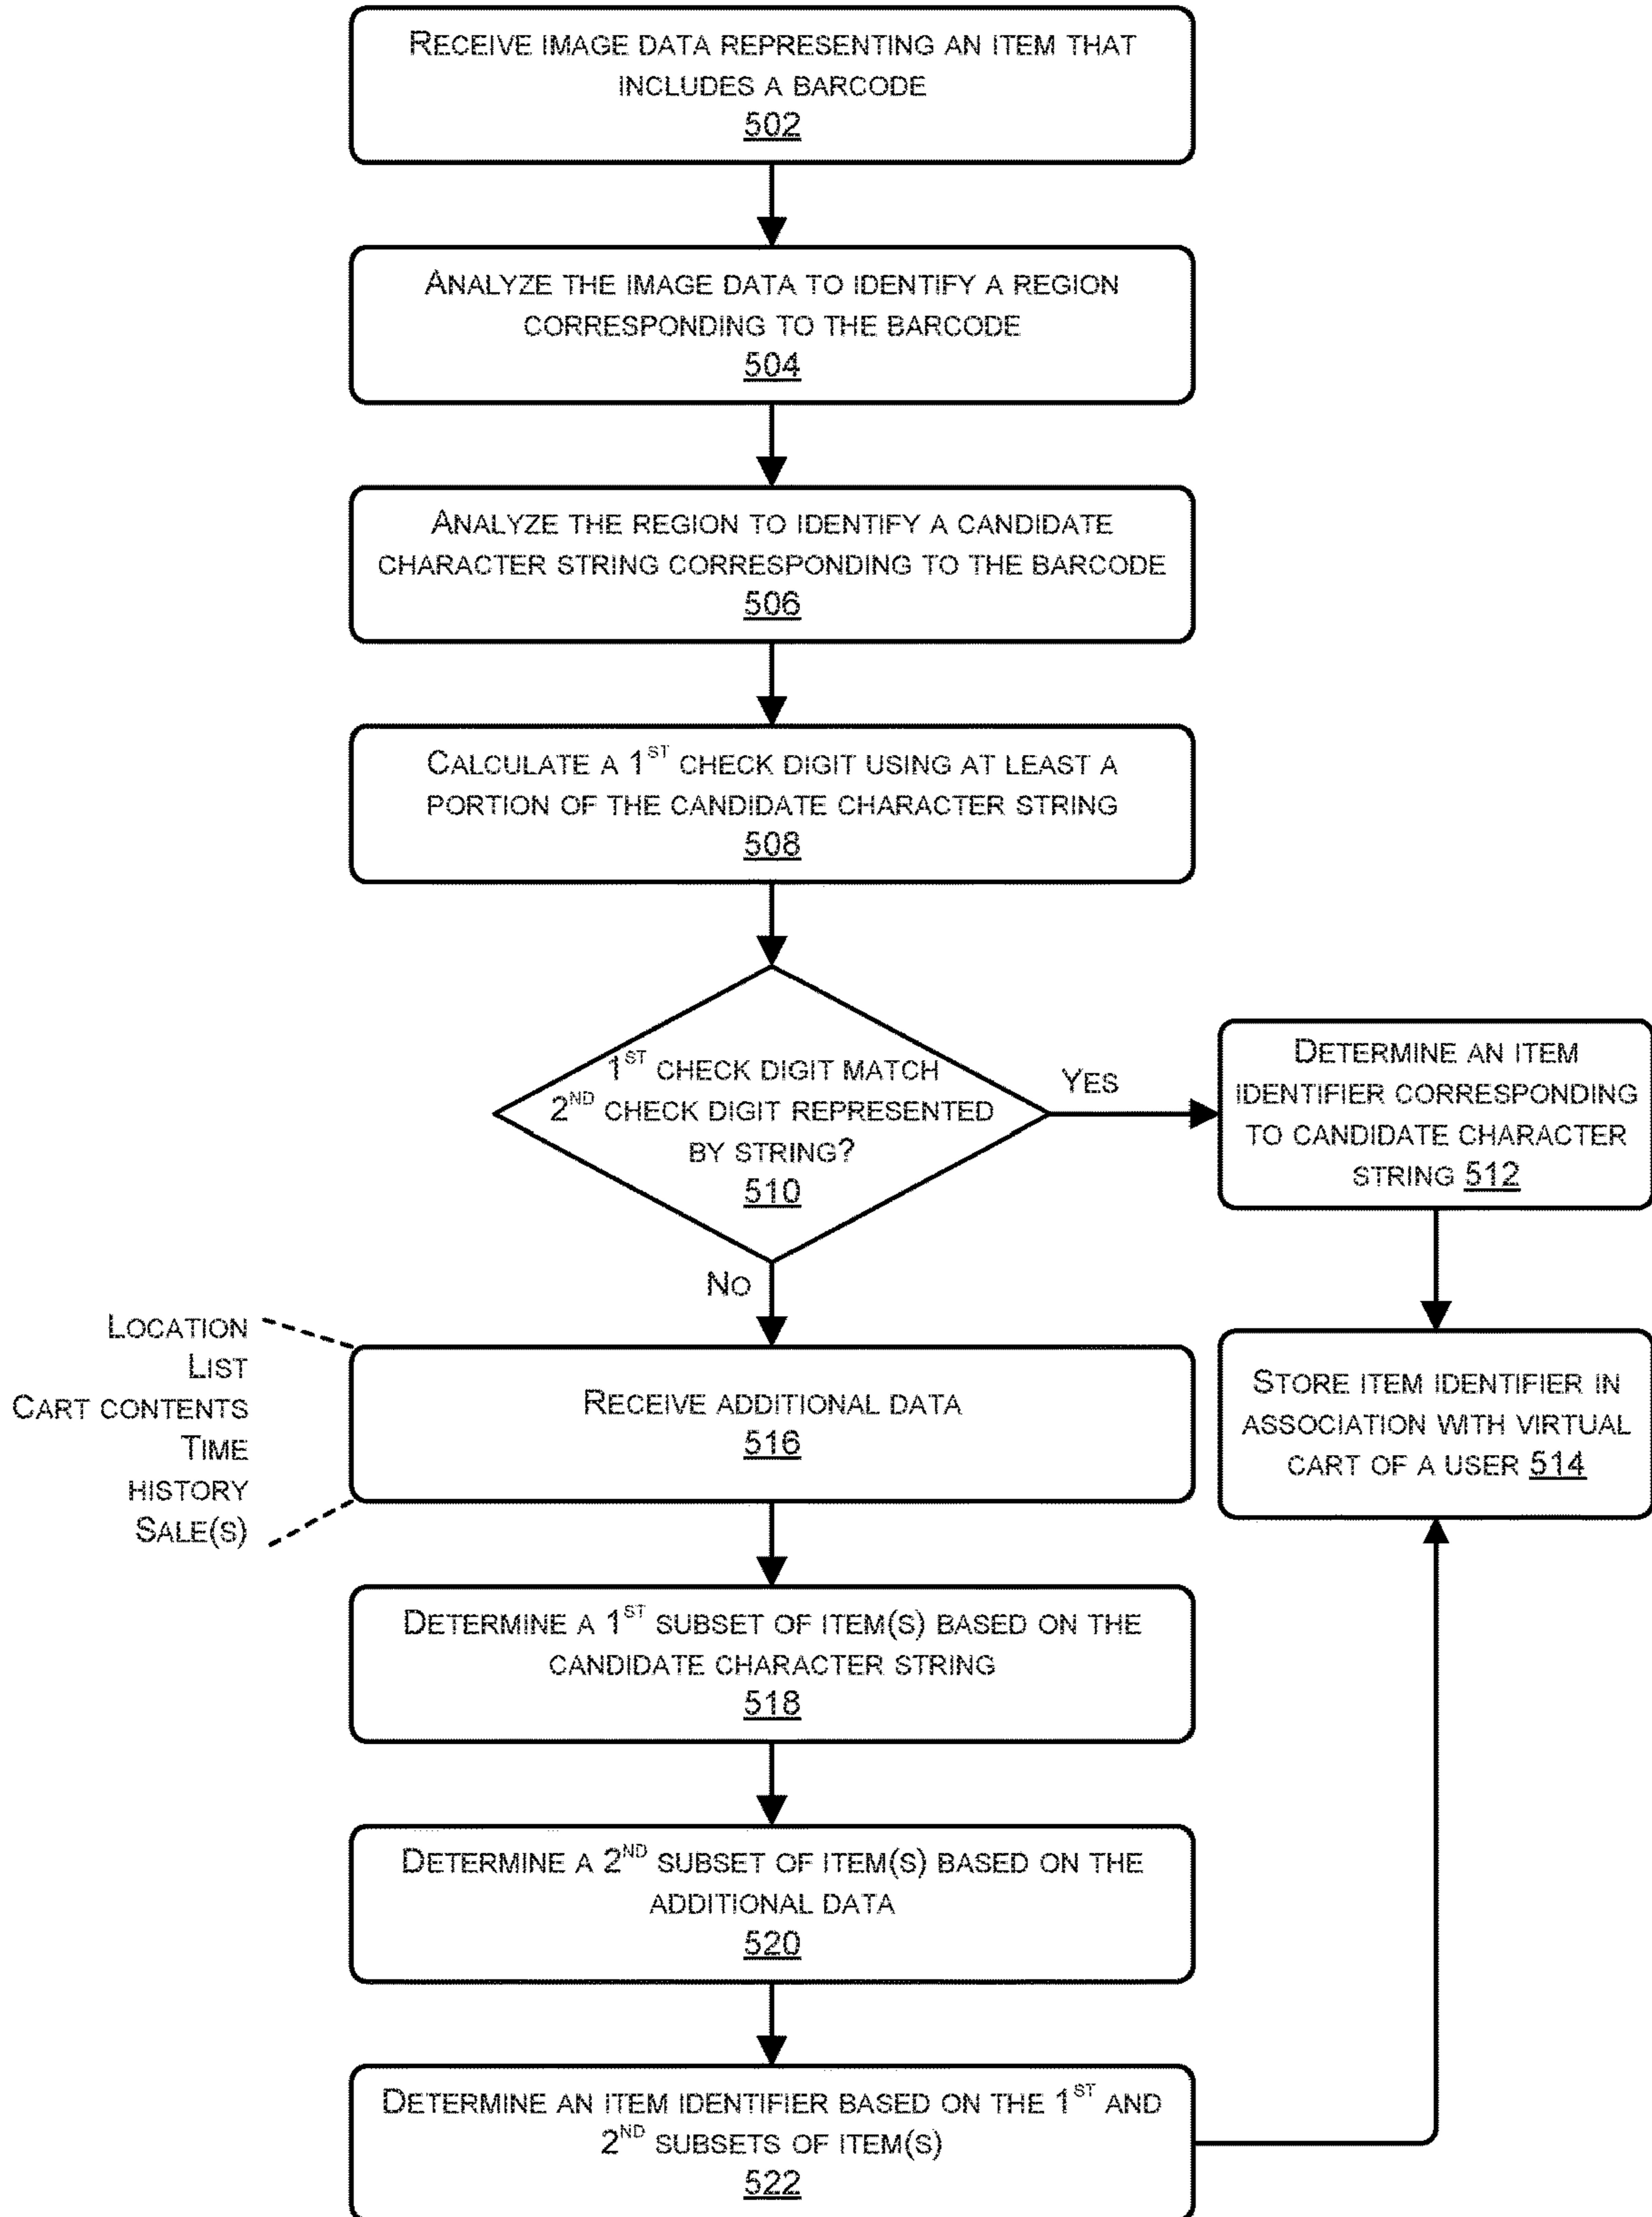 RECEIVE IMAGE DATA REPRESENTING AN ITEM THAT
INCLUDES A BARCODE
502
ANALYZE THE IMAGE DATA TO IDENTIFY A REGION
CORRESPONDING TO THE BARCODE
504
ANALYZE THE REGION TO IDENTIFY A CANDIDATE
CHARACTER STRING CORRESPONDING TO THE BARCODE
506
CALCULATE A 1ST CHECK DIGIT USING AT LEAST A
PORTION OF THE CANDIDATE CHARACTER STRING
508
1ST CHECK DIGIT MATCH
2ND CHECK DIGIT REPRESENTED
BY STRING?
510
YES
DETERMINE AN ITEM
IDENTIFIER CORRESPONDING
TO CANDIDATE CHARACTER
STRING 512
NO
STORE ITEM IDENTIFIER IN
ASSOCIATION WITH VIRTUAL
CART OF A USER 514
LOCATION
LIST
CART CONTENTS
TIME
HISTORY
SALE(S)
RECEIVE ADDITIONAL DATA
516
DETERMINE A 1ST SUBSET OF ITEM(S) BASED ON THE
CANDIDATE CHARACTER STRING
518
DETERMINE A 2ND SUBSET OF ITEM(S) BASED ON THE
ADDITIONAL DATA
520
DETERMINE AN ITEM IDENTIFIER BASED ON THE 1ST AND
2ND SUBSETS OF ITEM(S)
522